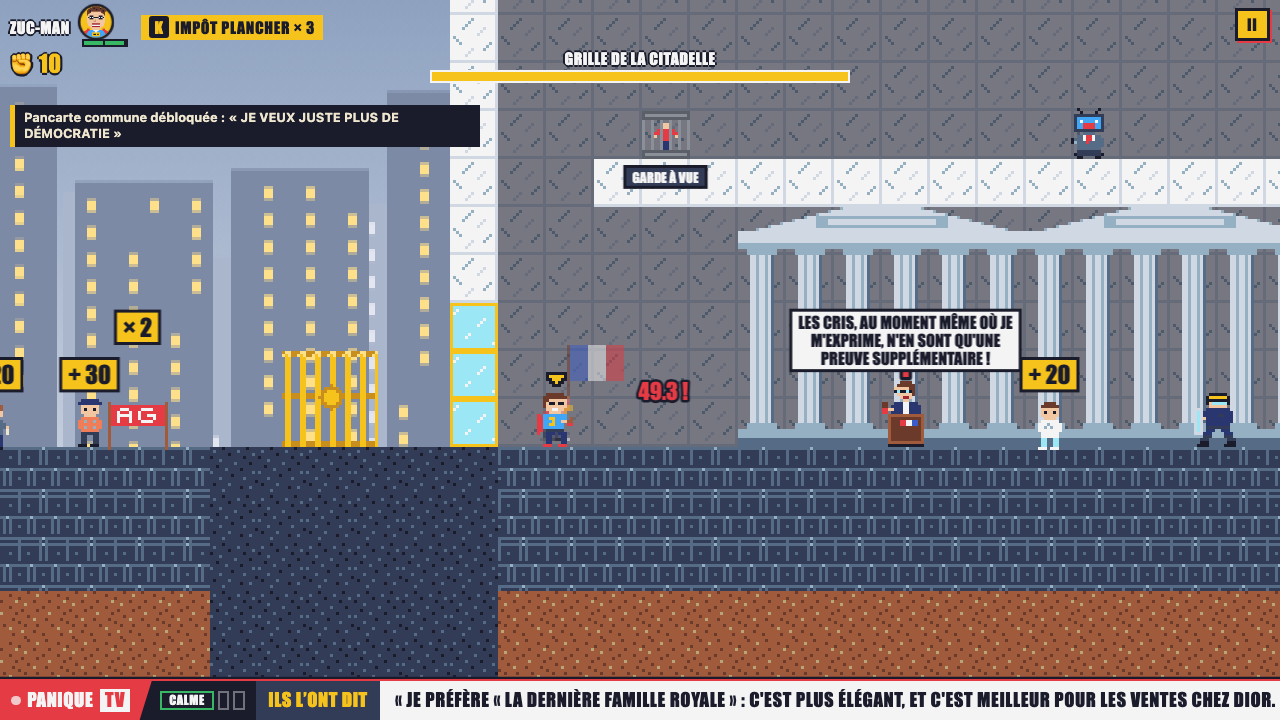 ZUC-MAN
K IMPÔT PLANCHER × 3
10
GRILLE DE LA CITADELLE
Pancarte commune débloquée : « JE VEUX JUSTE PLUS DE
DÉMOCRATIE »
GARDE À VUE
× 2
+ 30
20
AG
49.3 !
LES CRIS, AU MOMENT MÊME OÙ JE
M'EXPRIME, N'EN SONT QU'UNE
PREUVE SUPPLÉMENTAIRE !
+ 20
PANIQUE TV
CALME
ILS L'ONT DIT
« JE PRÉFÈRE « LA DERNIÈRE FAMILLE ROYALE » : C'EST PLUS ÉLÉGANT, ET C'EST MEILLEUR POUR LES VENTES CHEZ DIOR.